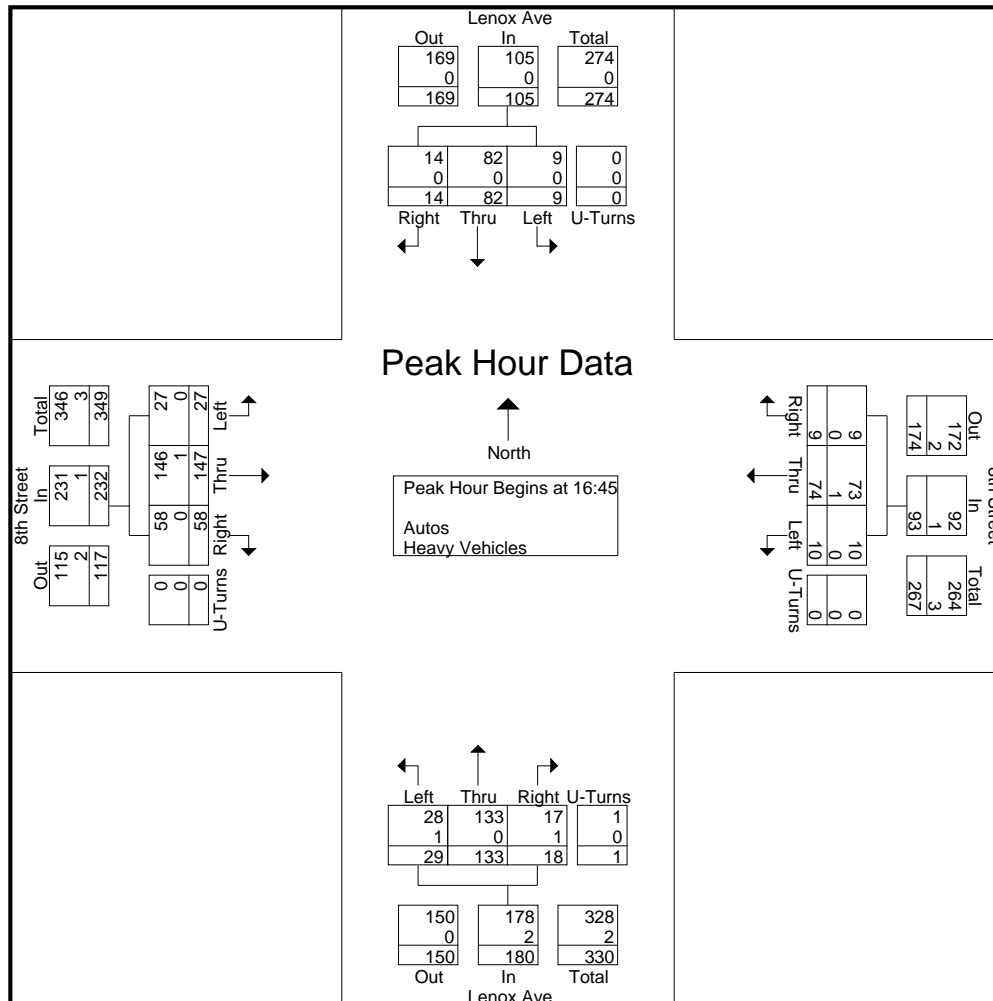 Lenox Ave
Out In Total
169 105 274
0 0 0
169 105 274
14 82 9 0
0 0 0 0
14 82 9 0
Right Thru Left U-Turns
Peak Hour Data
North
Peak Hour Begins at 16:45
Autos
Heavy Vehicles
8th Street
Out In Total
115 231 346
2 1 3
117 232 349
U-Turns Right Thru Left
0 58 146 27
0 0 1 0
0 58 147 27
Right Thru Left U-Turns
9 73 10 0
0 1 0 0
9 74 10 0
Out In Total
172 92 264
2 1 3
174 93 267
Street
Left Thru Right U-Turns
28 133 17 1
1 0 1 0
29 133 18 1
150 178 328
0 2 2
150 180 330
Out In Total
Lenox Ave